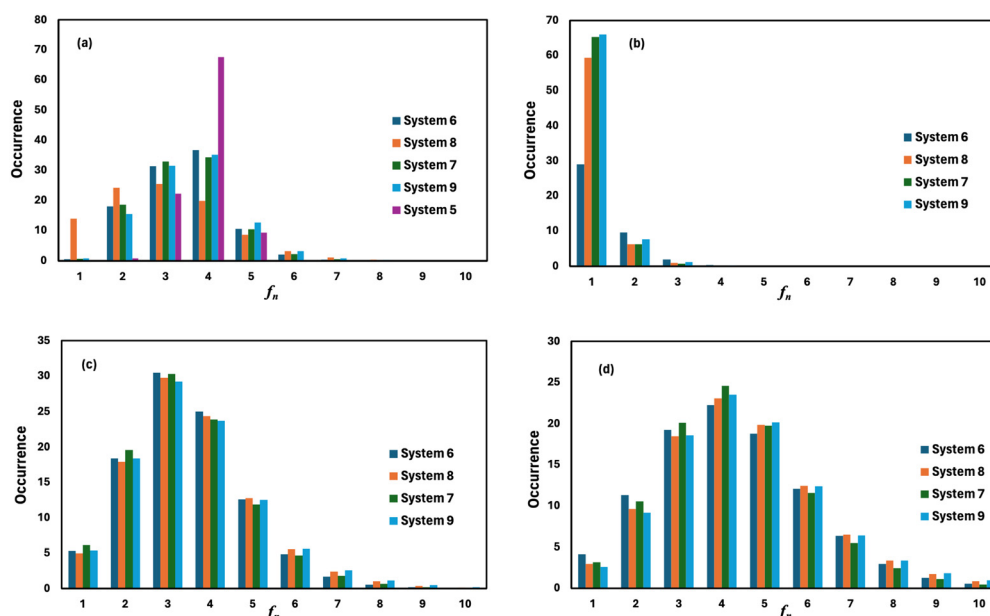 (a)
Occurrence
80
70
60
50
40
30
20
10
0
1 2 3 4 5 6 7 8 9 10
fn
System 6
System 8
System 7
System 9
System 5
(b)
Occurrence
70
60
50
40
30
20
10
0
1 2 3 4 5 6 7 8 9 10
fn
System 6
System 8
System 7
System 9
(c)
Occurrence
35
30
25
20
15
10
5
0
1 2 3 4 5 6 7 8 9 10
fn
System 6
System 8
System 7
System 9
(d)
Occurrence
30
25
20
15
10
5
0
1 2 3 4 5 6 7 8 9 10
fn
System 6
System 8
System 7
System 9